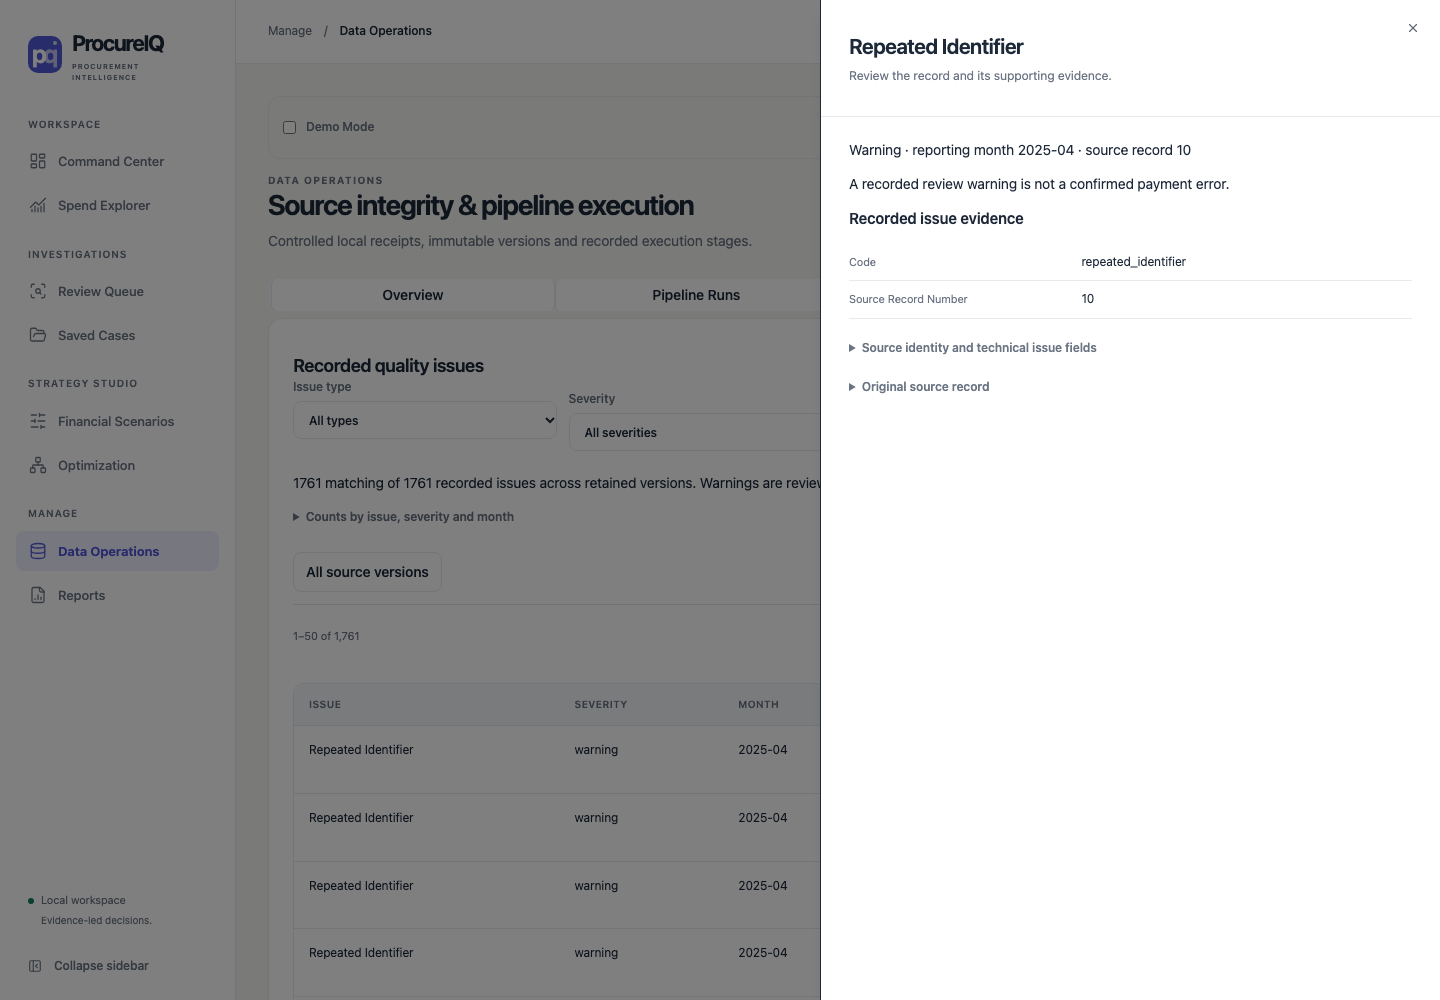 pq
ProcureIQ
PROCUREMENT
INTELLIGENCE
WORKSPACE
Command Center
Spend Explorer
INVESTIGATIONS
Review Queue
Saved Cases
STRATEGY STUDIO
Financial Scenarios
Optimization
MANAGE
Data Operations
Reports
Local workspace
Evidence-led decisions.
Collapse sidebar
Manage / Data Operations
Demo Mode
DATA OPERATIONS
Source integrity & pipeline execution
Controlled local receipts, immutable versions and recorded execution stages.
Overview
Pipeline Runs
Recorded quality issues
Issue type
All types
Severity
All severities
1761 matching of 1761 recorded issues across retained versions. Warnings are
Counts by issue, severity and month
All source versions
1–50 of 1,761
ISSUE SEVERITY MONTH
Repeated Identifier warning 2025-04
Repeated Identifier warning 2025-04
Repeated Identifier warning 2025-04
Repeated Identifier warning 2025-04
Repeated Identifier
Review the record and its supporting evidence.
Warning · reporting month 2025-04 · source record 10
A recorded review warning is not a confirmed payment error.
Recorded issue evidence
Code repeated_identifier
Source Record Number 10
Source identity and technical issue fields
Original source record